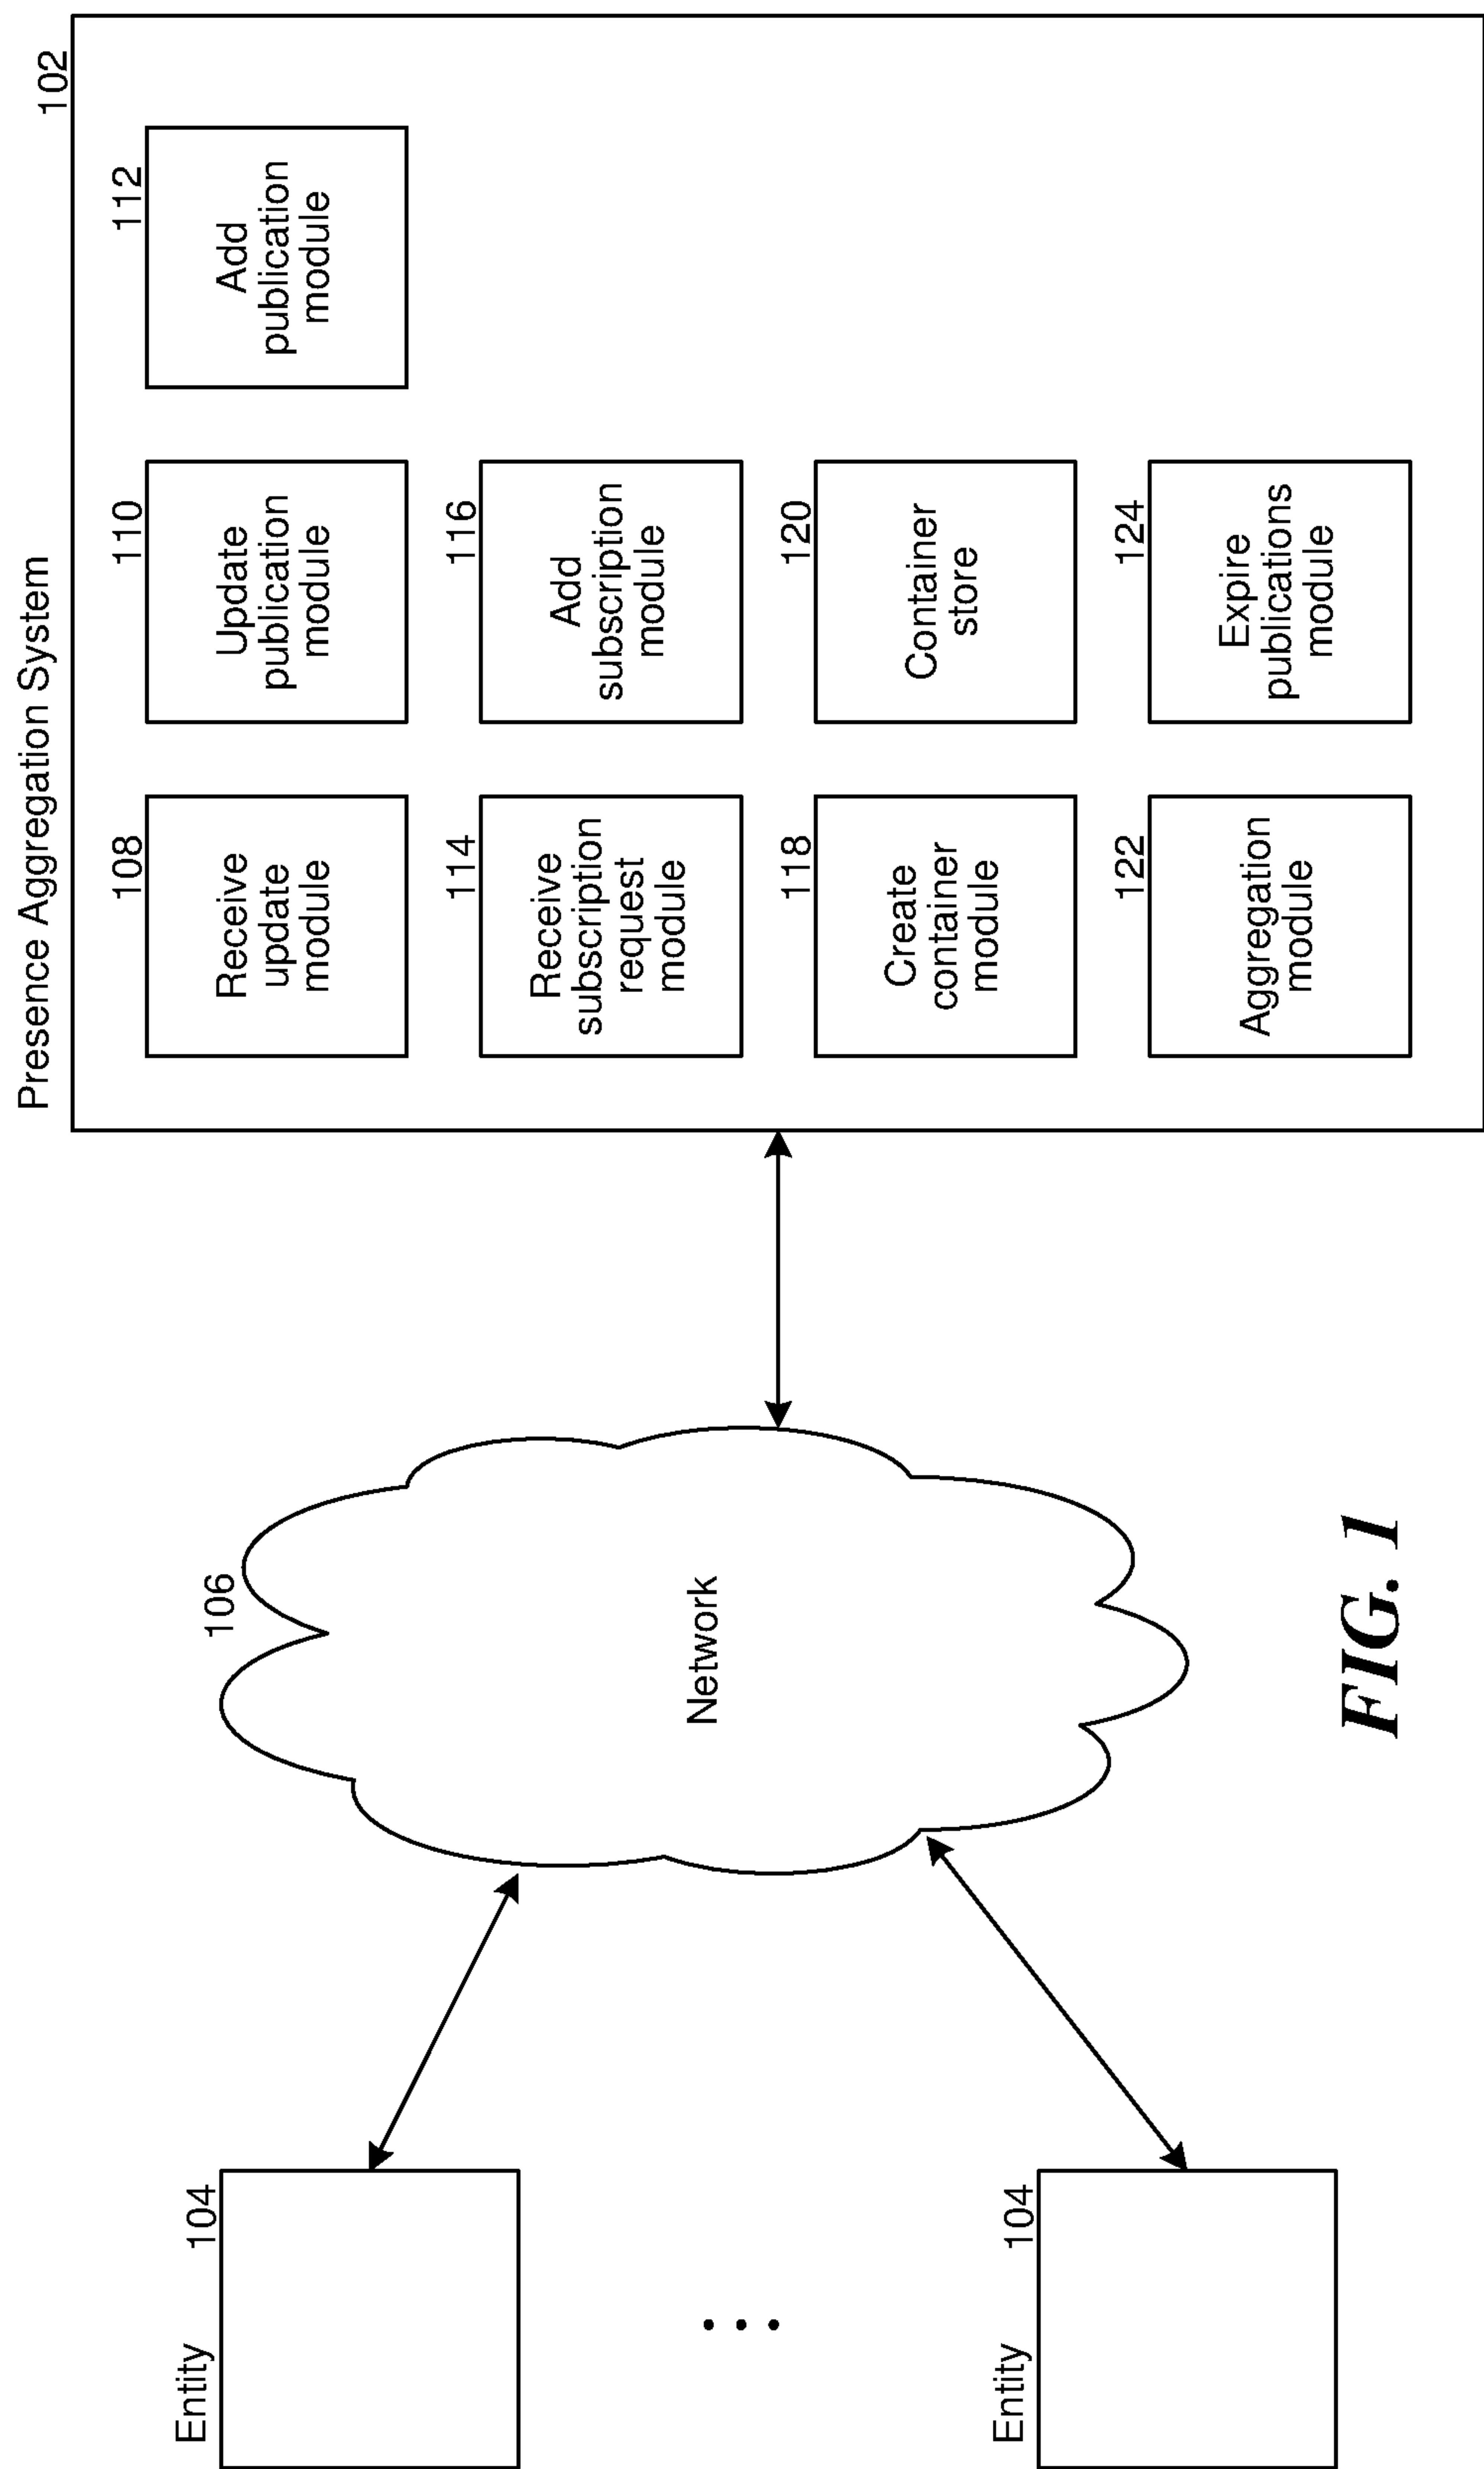 Presence Aggregation System
102
108
Receive
update
module
110
Update
publication
module
112
Add
publication
module
114
Receive
subscription
request
module
116
Add
subscription
module
118
Create
container
module
120
Container
store
122
Aggregation
module
124
Expire
publications
module
106
Network
Entity
104
Entity
104
FIG. 1